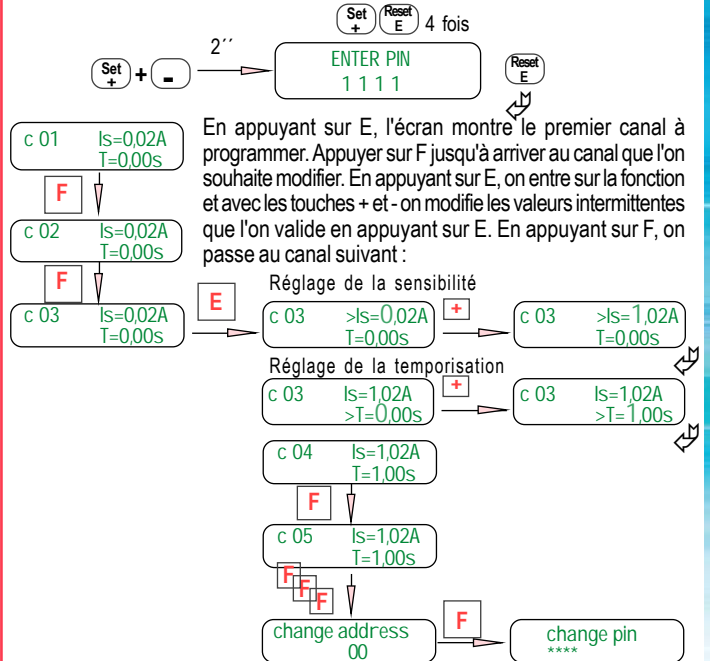 Set + Reset E 4 fois
Set + + - 2´´
ENTER PIN
1 1 1 1
Reset E
En appuyant sur E, l'écran montre le premier canal à
programmer. Appuyer sur F jusqu'à arriver au canal que l'on
souhaite modifier. En appuyant sur E, on entre sur la fonction
et avec les touches + et - on modifie les valeurs intermittentes
que l'on valide en appuyant sur E. En appuyant sur F, on
passe au canal suivant :
c 01 Is=0,02A
T=0,00s
F
c 02 Is=0,02A
T=0,00s
F
c 03 Is=0,02A
T=0,00s
E
Réglage de la sensibilité
c 03 >Is=0,02A
T=0,00s
+
c 03 >Is=1,02A
T=0,00s
Réglage de la temporisation
c 03 Is=1,02A
>T=0,00s
+
c 03 Is=1,02A
>T=1,00s
c 04 Is=1,02A
T=1,00s
F
c 05 Is=1,02A
T=1,00s
F
F
F
change address
00
F
change pin
****